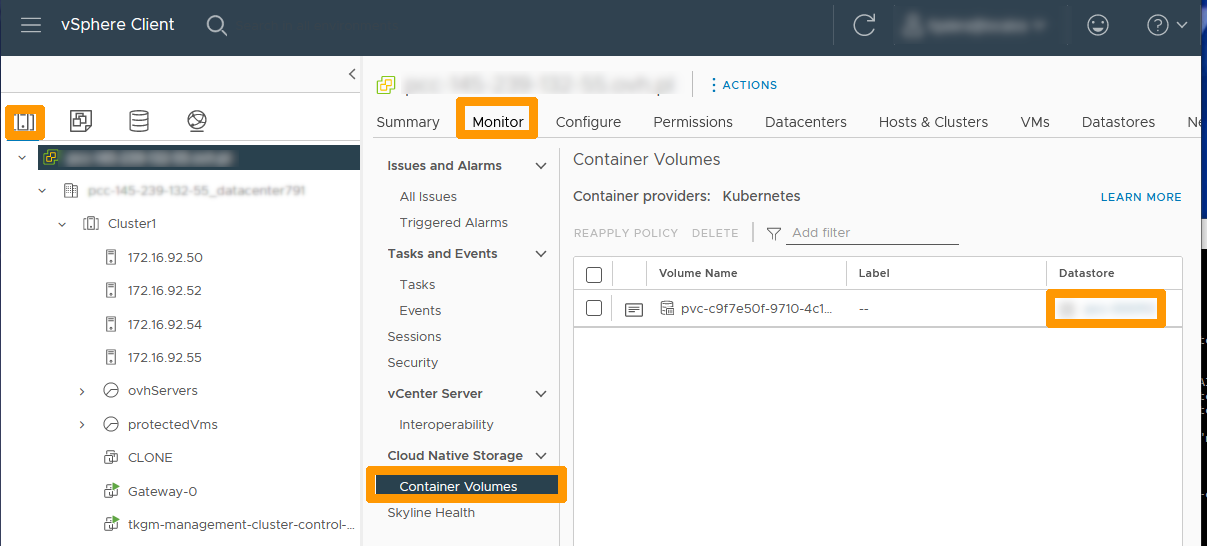 vSphere Client
ACTIONS
Summary Monitor Configure Permissions Datacenters Hosts & Clusters VMs Datastores Ne
pcc-145-239-132-55_datacenter791
Cluster1
172.16.92.50
172.16.92.52
172.16.92.54
172.16.92.55
ovhServers
protectedVms
CLONE
Gateway-0
tkgm-management-cluster-control-...
Issues and Alarms
All Issues
Triggered Alarms
Tasks and Events
Tasks
Events
Sessions
Security
vCenter Server
Interoperability
Cloud Native Storage
Container Volumes
Skyline Health
Container Volumes
Container providers: Kubernetes
LEARN MORE
REAPPLY POLICY DELETE Add filter
Volume Name Label Datastore
pvc-c9f7e50f-9710-4c1... --